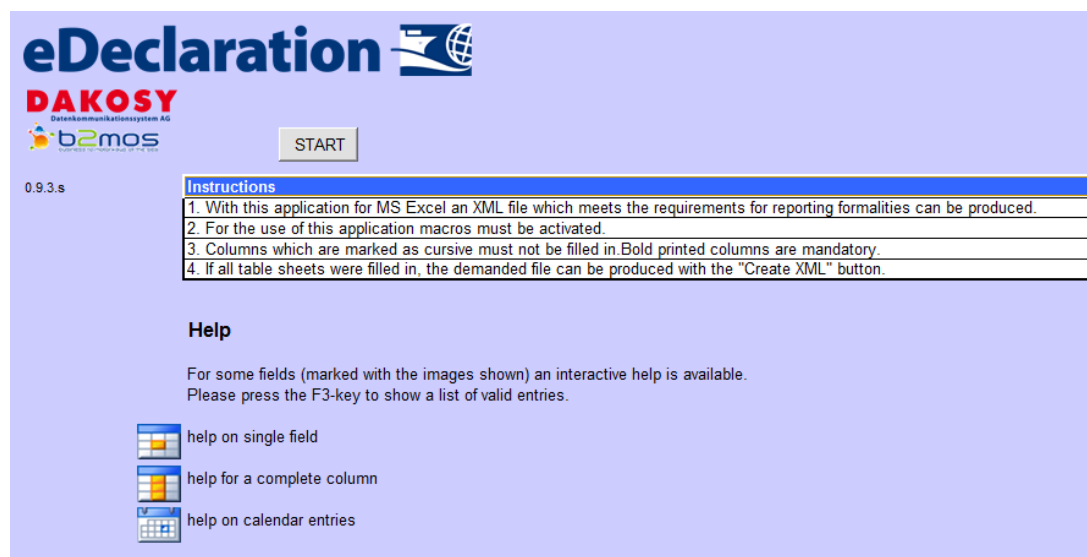 eDeclaration
DAKOSY
Datenkommunikationssystem AG
b2mos
START
0.9.3.s
Instructions
1. With this application for MS Excel an XML file which meets the requirements for reporting formalities can be produced.
2. For the use of this application macros must be activated.
3. Columns which are marked as cursive must not be filled in.Bold printed columns are mandatory.
4. If all table sheets were filled in, the demanded file can be produced with the "Create XML" button.
Help
For some fields (marked with the images shown) an interactive help is available.
Please press the F3-key to show a list of valid entries.
help on single field
help for a complete column
help on calendar entries